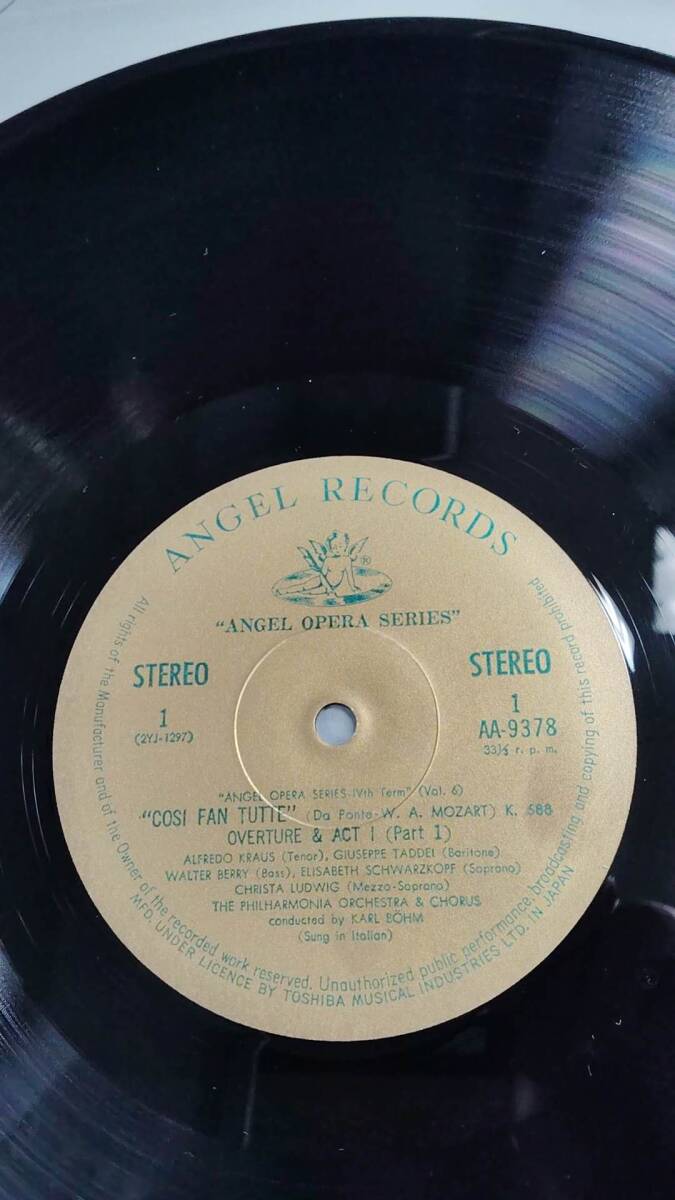 ANGEL RECORDS
®
"ANGEL OPERA SERIES"
STEREO
1
(2YJ-1297)
STEREO
1
AA-9378
33⅓ r. p. m.
"ANGEL OPERA SERIES-IVth Term" (Vol. 6)
"COSI FAN TUTTE" (Da Ponte-W. A. MOZART) K. 588
OVERTURE & ACT I (Part 1)
ALFREDO KRAUS (Tenor), GIUSEPPE TADDEI (Baritone)
WALTER BERRY (Bass), ELISABETH SCHWARZKOPF (Soprano)
CHRISTA LUDWIG (Mezzo-Soprano)
THE PHILHARMONIA ORCHESTRA & CHORUS
conducted by KARL BÖHM
(Sung in Italian)
All rights of the Manufacturer and of the Owner of the recorded work reserved. Unauthorized public performance, broadcasting and copying of this record prohibited
MFD. UNDER LICENCE BY TOSHIBA MUSICAL INDUSTRIES LTD. IN JAPAN